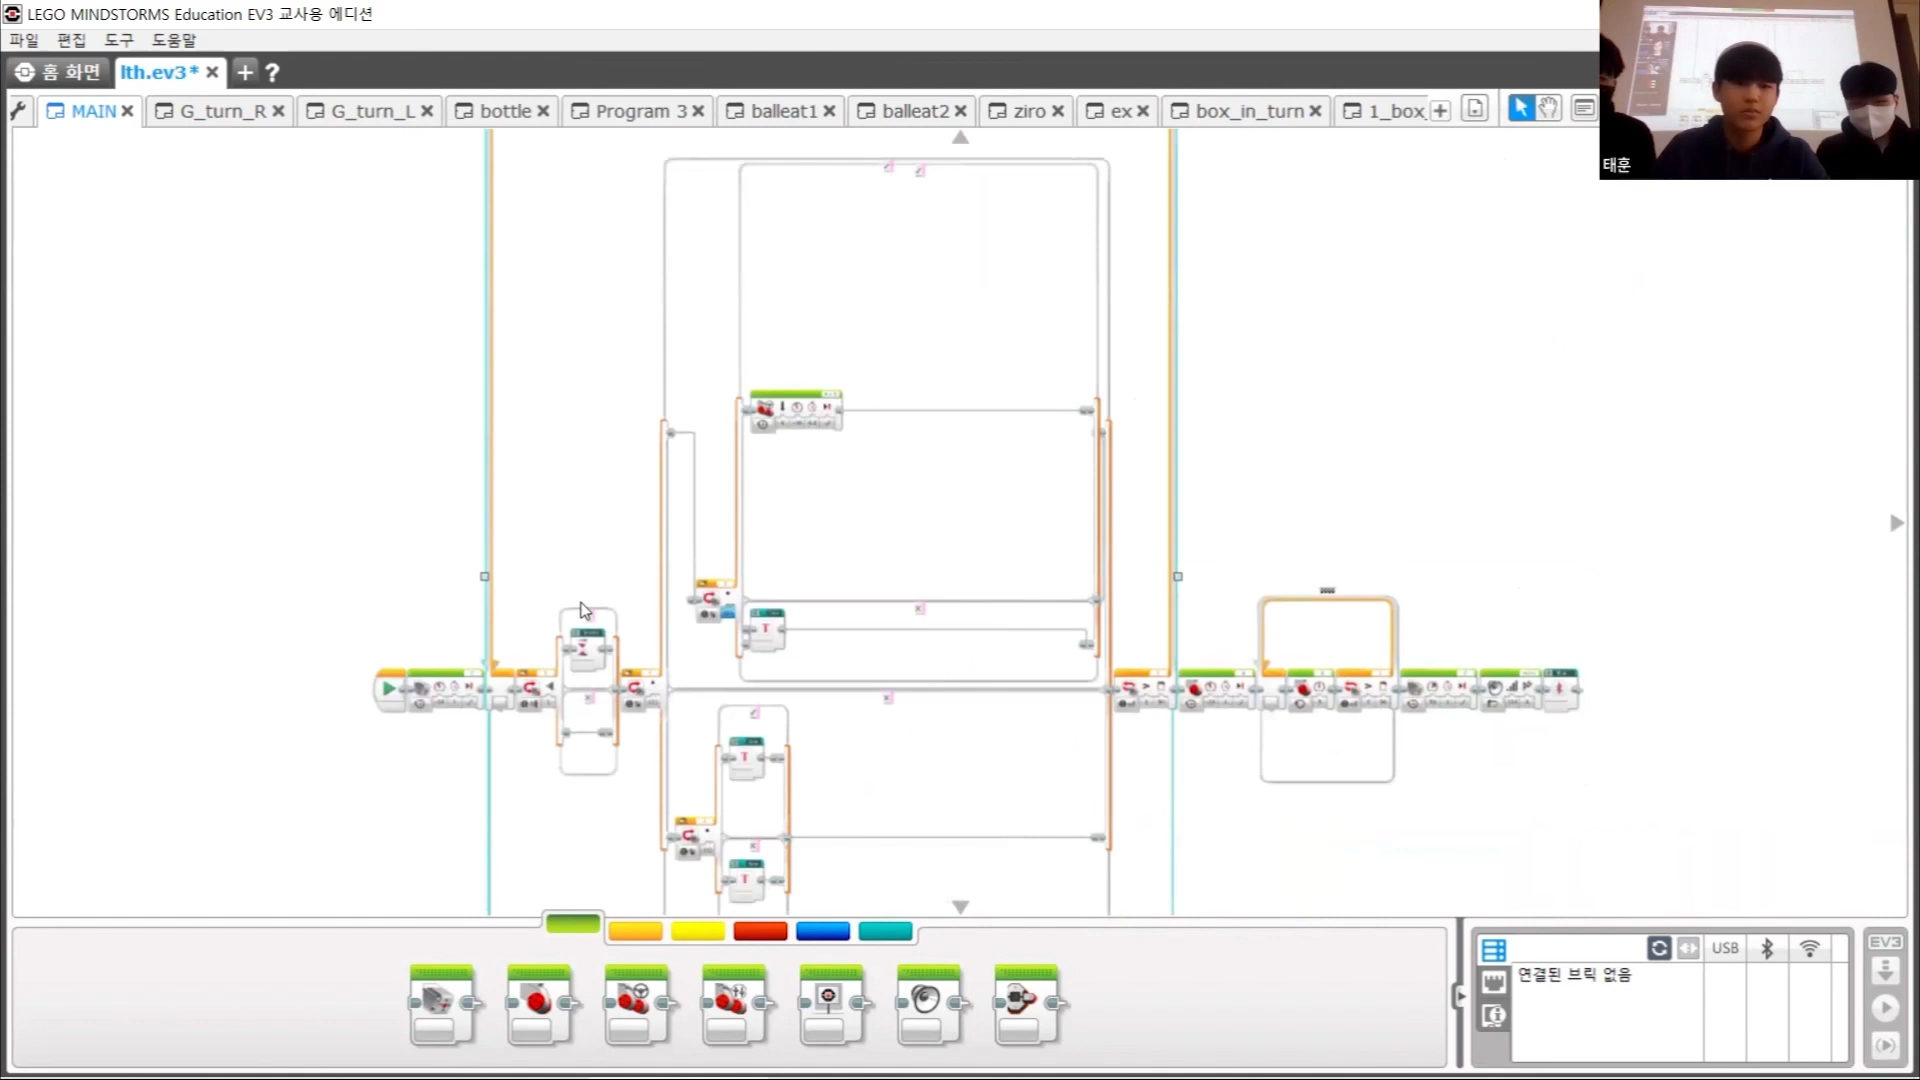 LEGO MINDSTORMS Education EV3 교사용 에디션
파일 편집 도구 도움말
홈 화면 lth.ev3* + ?
MAIN G_turn_R G_turn_L bottle Program 3 balleat1 balleat2 ziro ex box_in_turn 1_box
태훈
T
T
T
USB
연결된 브릭 없음
EV3